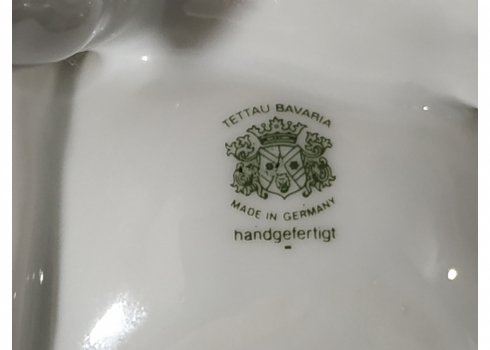 TETTAU BAVARIA
MADE IN GERMANY
handgefertigt